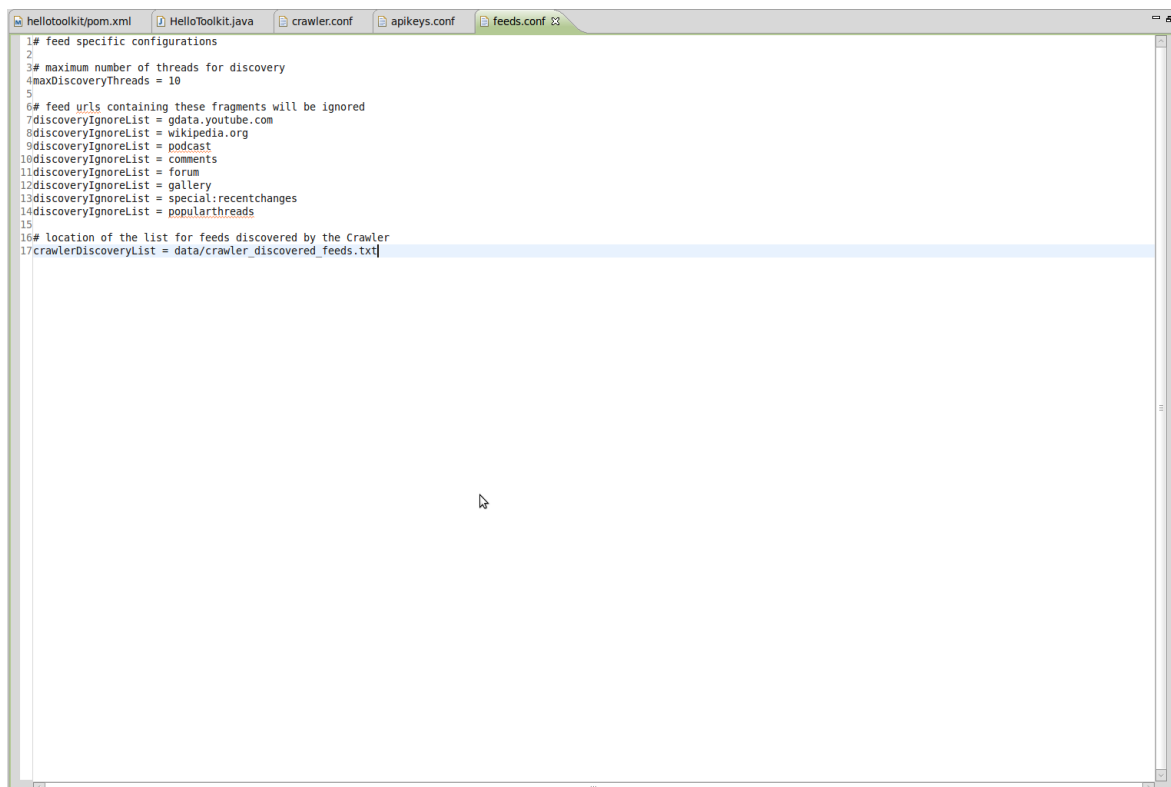 hellotoolkit/pom.xml HelloToolkit.java crawler.conf apikeys.conf feeds.conf
1# feed specific configurations
2
3# maximum number of threads for discovery
4maxDiscoveryThreads = 10
5
6# feed urls containing these fragments will be ignored
7discoveryIgnoreList = gdata.youtube.com
8discoveryIgnoreList = wikipedia.org
9discoveryIgnoreList = podcast
10discoveryIgnoreList = comments
11discoveryIgnoreList = forum
12discoveryIgnoreList = gallery
13discoveryIgnoreList = special:recentchanges
14discoveryIgnoreList = popularthreads
15
16# location of the list for feeds discovered by the Crawler
17crawlerDiscoveryList = data/crawler_discovered_feeds.txt